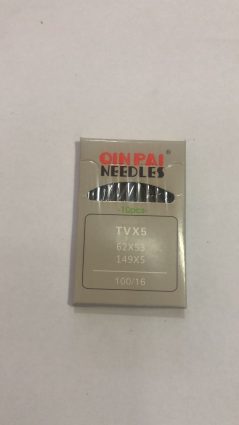 QIN PAI®
NEEDLES
-10pcs-
TVX5
62X53
149X5
100/16